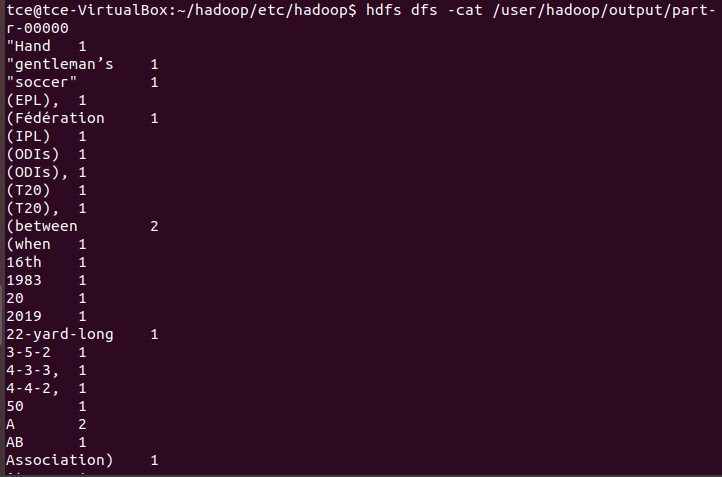 tce@tce-VirtualBox:~/hadoop/etc/hadoop$ hdfs dfs -cat /user/hadoop/output/part-
r-00000
"Hand	1
"gentleman’s	1
"soccer"	1
(EPL),	1
(Fédération	1
(IPL)	1
(ODIs)	1
(ODIs),	1
(T20)	1
(T20),	1
(between	2
(when	1
16th	1
1983	1
20	1
2019	1
22-yard-long	1
3-5-2	1
4-3-3,	1
4-4-2,	1
50	1
A	2
AB	1
Association)	1